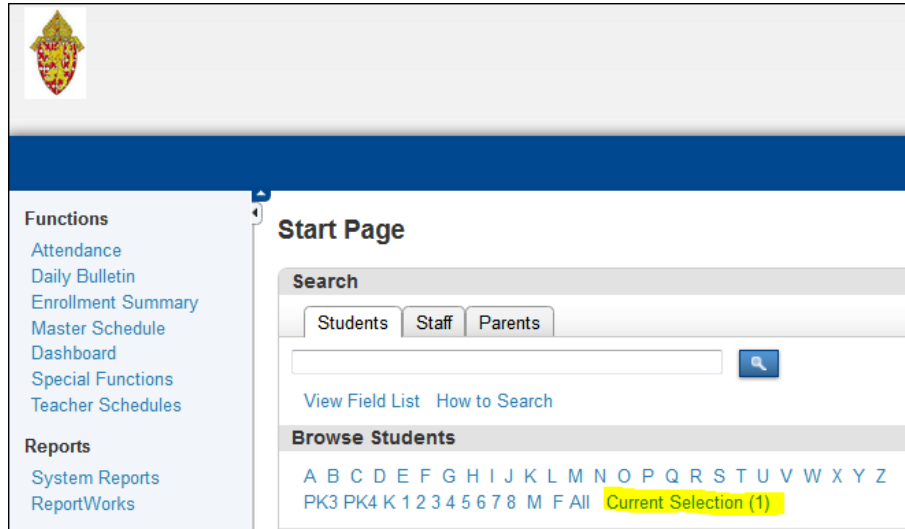 Functions
Attendance
Daily Bulletin
Enrollment Summary
Master Schedule
Dashboard
Special Functions
Teacher Schedules
Reports
System Reports
ReportWorks
Start Page
Search
Students Staff Parents
View Field List How to Search
Browse Students
A B C D E F G H I J K L M N O P Q R S T U V W X Y Z
PK3 PK4 K 1 2 3 4 5 6 7 8 M F All Current Selection (1)